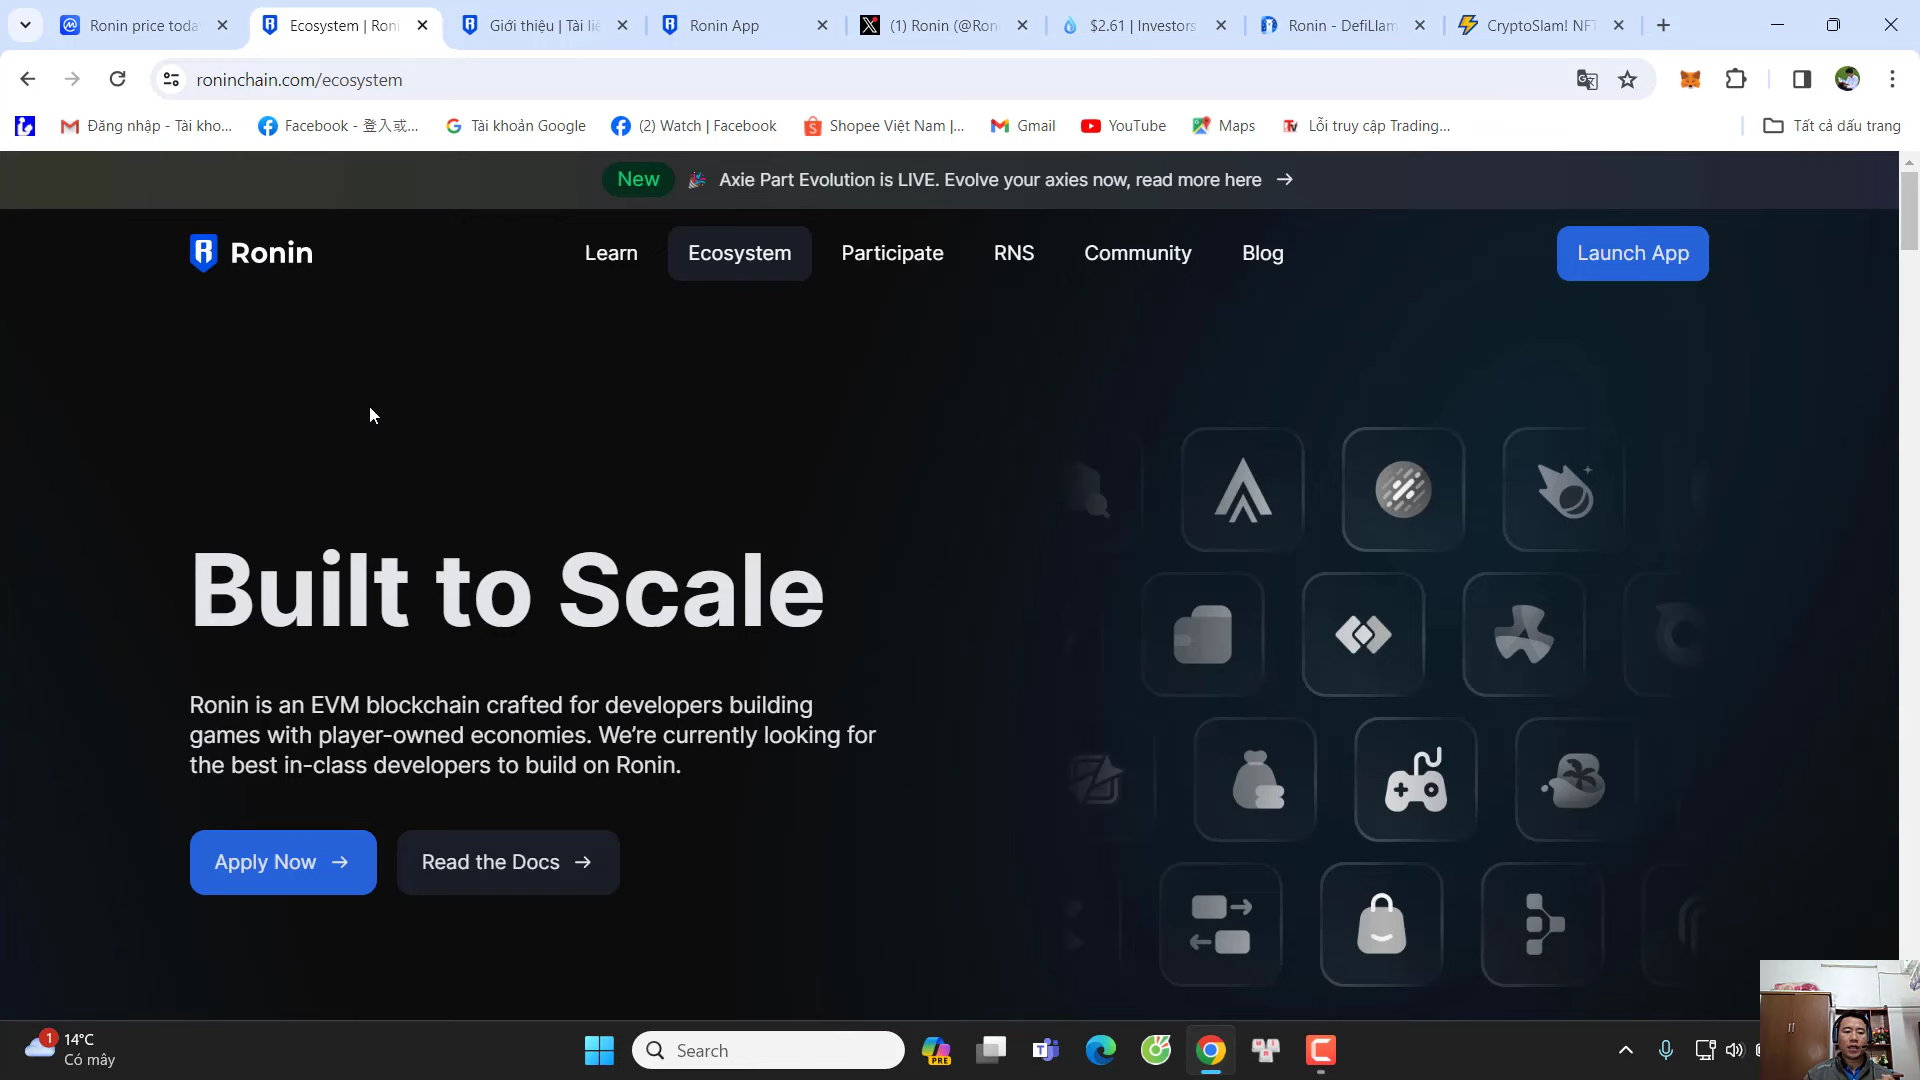 Ronin price toda
Ecosystem | Roni
Giới thiệu | Tài liệ
Ronin App
(1) Ronin (@Roni
$2.61 | Investors
Ronin - DefiLlam
CryptoSlam! NFT
roninchain.com/ecosystem
Đăng nhập - Tài kho...
Facebook - 登入或...
Tài khoản Google
(2) Watch | Facebook
Shopee Việt Nam |...
Gmail
YouTube
Maps
Tv
Lỗi truy cập Trading...
Tất cả dấu trang
New
Axie Part Evolution is LIVE. Evolve your axies now, read more here →
Ronin
Learn
Ecosystem
Participate
RNS
Community
Blog
Launch App
Built to Scale
Ronin is an EVM blockchain crafted for developers building
games with player-owned economies. We’re currently looking for
the best in-class developers to build on Ronin.
Apply Now →
Read the Docs →
1
14°C
Có mây
Search
PRE